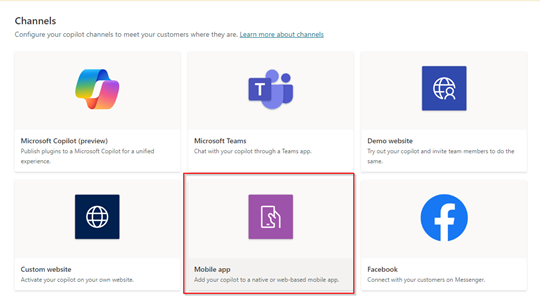 Channels
Configure your copilot channels to meet your customers where they are. Learn more about channels
Microsoft Copilot (preview)
Publish plugins to a Microsoft Copilot for a unified
experience.
Microsoft Teams
Chat with your copilot through a Teams app.
Demo website
Try out your copilot and invite team members to do the
same.
Custom website
Activate your copilot on your own website.
Mobile app
Add your copilot to a native or web-based mobile app.
Facebook
Connect with your customers on Messenger.